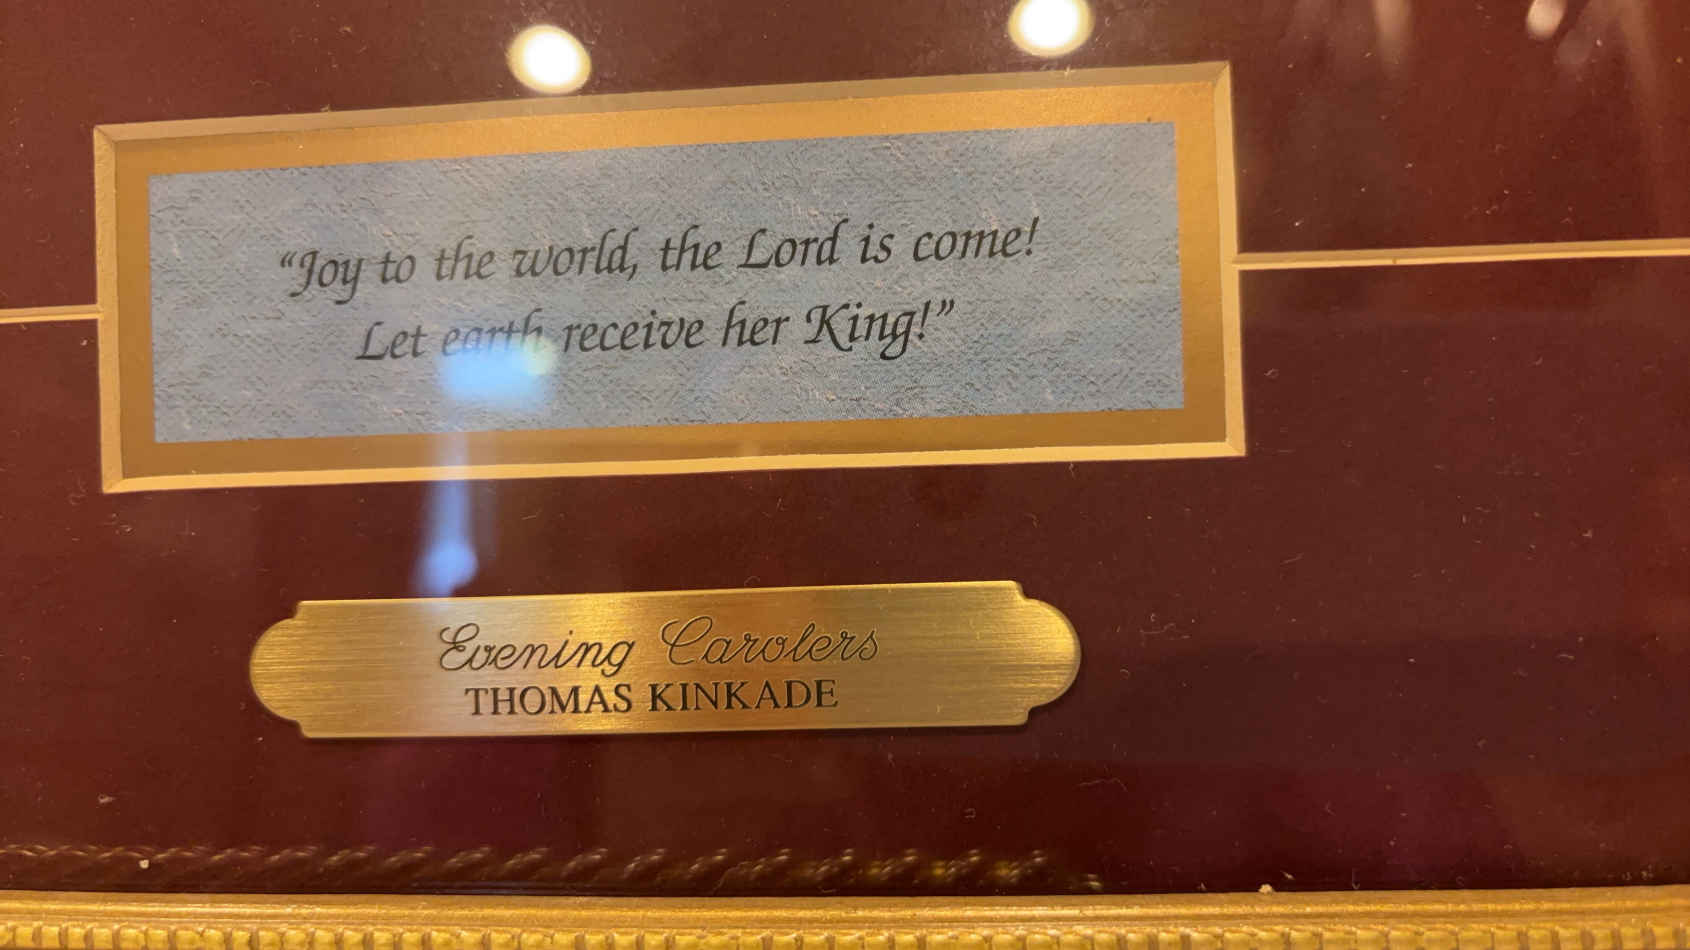 “Joy to the world, the Lord is come!
Let earth receive her King!”
Evening Carolers
THOMAS KINKADE